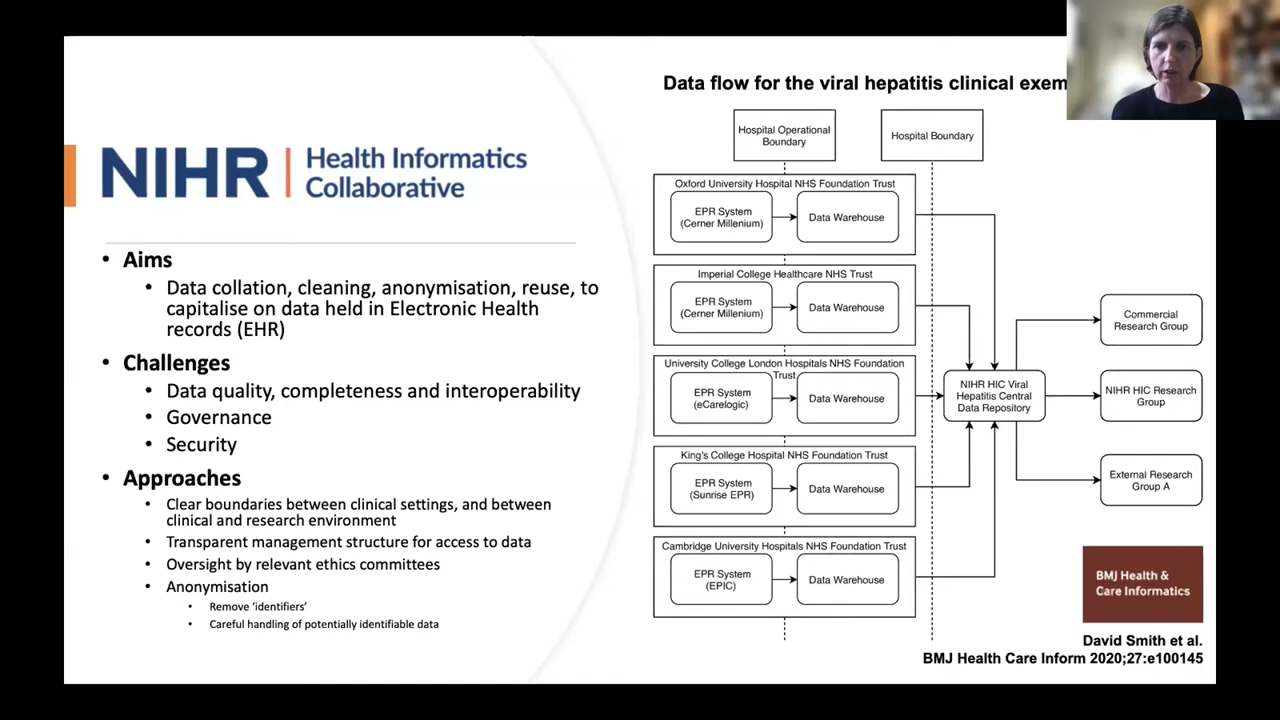 NIHR | Health Informatics
Collaborative
• Aims
• Data collation, cleaning, anonymisation, reuse, to
capitalise on data held in Electronic Health
records (EHR)
• Challenges
• Data quality, completeness and interoperability
• Governance
• Security
• Approaches
• Clear boundaries between clinical settings, and between
clinical and research environment
• Transparent management structure for access to data
• Oversight by relevant ethics committees
• Anonymisation
• Remove ‘identifiers’
• Careful handling of potentially identifiable data
Data flow for the viral hepatitis clinical exem
Hospital Operational
Boundary
Hospital Boundary
Oxford University Hospital NHS Foundation Trust
EPR System
(Cerner Millenium)
Data Warehouse
Imperial College Healthcare NHS Trust
EPR System
(Cerner Millenium)
Data Warehouse
University College London Hospitals NHS Foundation
Trust
EPR System
(eCarelogic)
Data Warehouse
King's College Hospital NHS Foundation Trust
EPR System
(Sunrise EPR)
Data Warehouse
Cambridge University Hospitals NHS Foundation Trust
EPR System
(EPIC)
Data Warehouse
NIHR HIC Viral
Hepatitis Central
Data Repository
Commercial
Research Group
NIHR HIC Research
Group
External Research
Group A
BMJ Health &
Care Informatics
David Smith et al.
BMJ Health Care Inform 2020;27:e100145